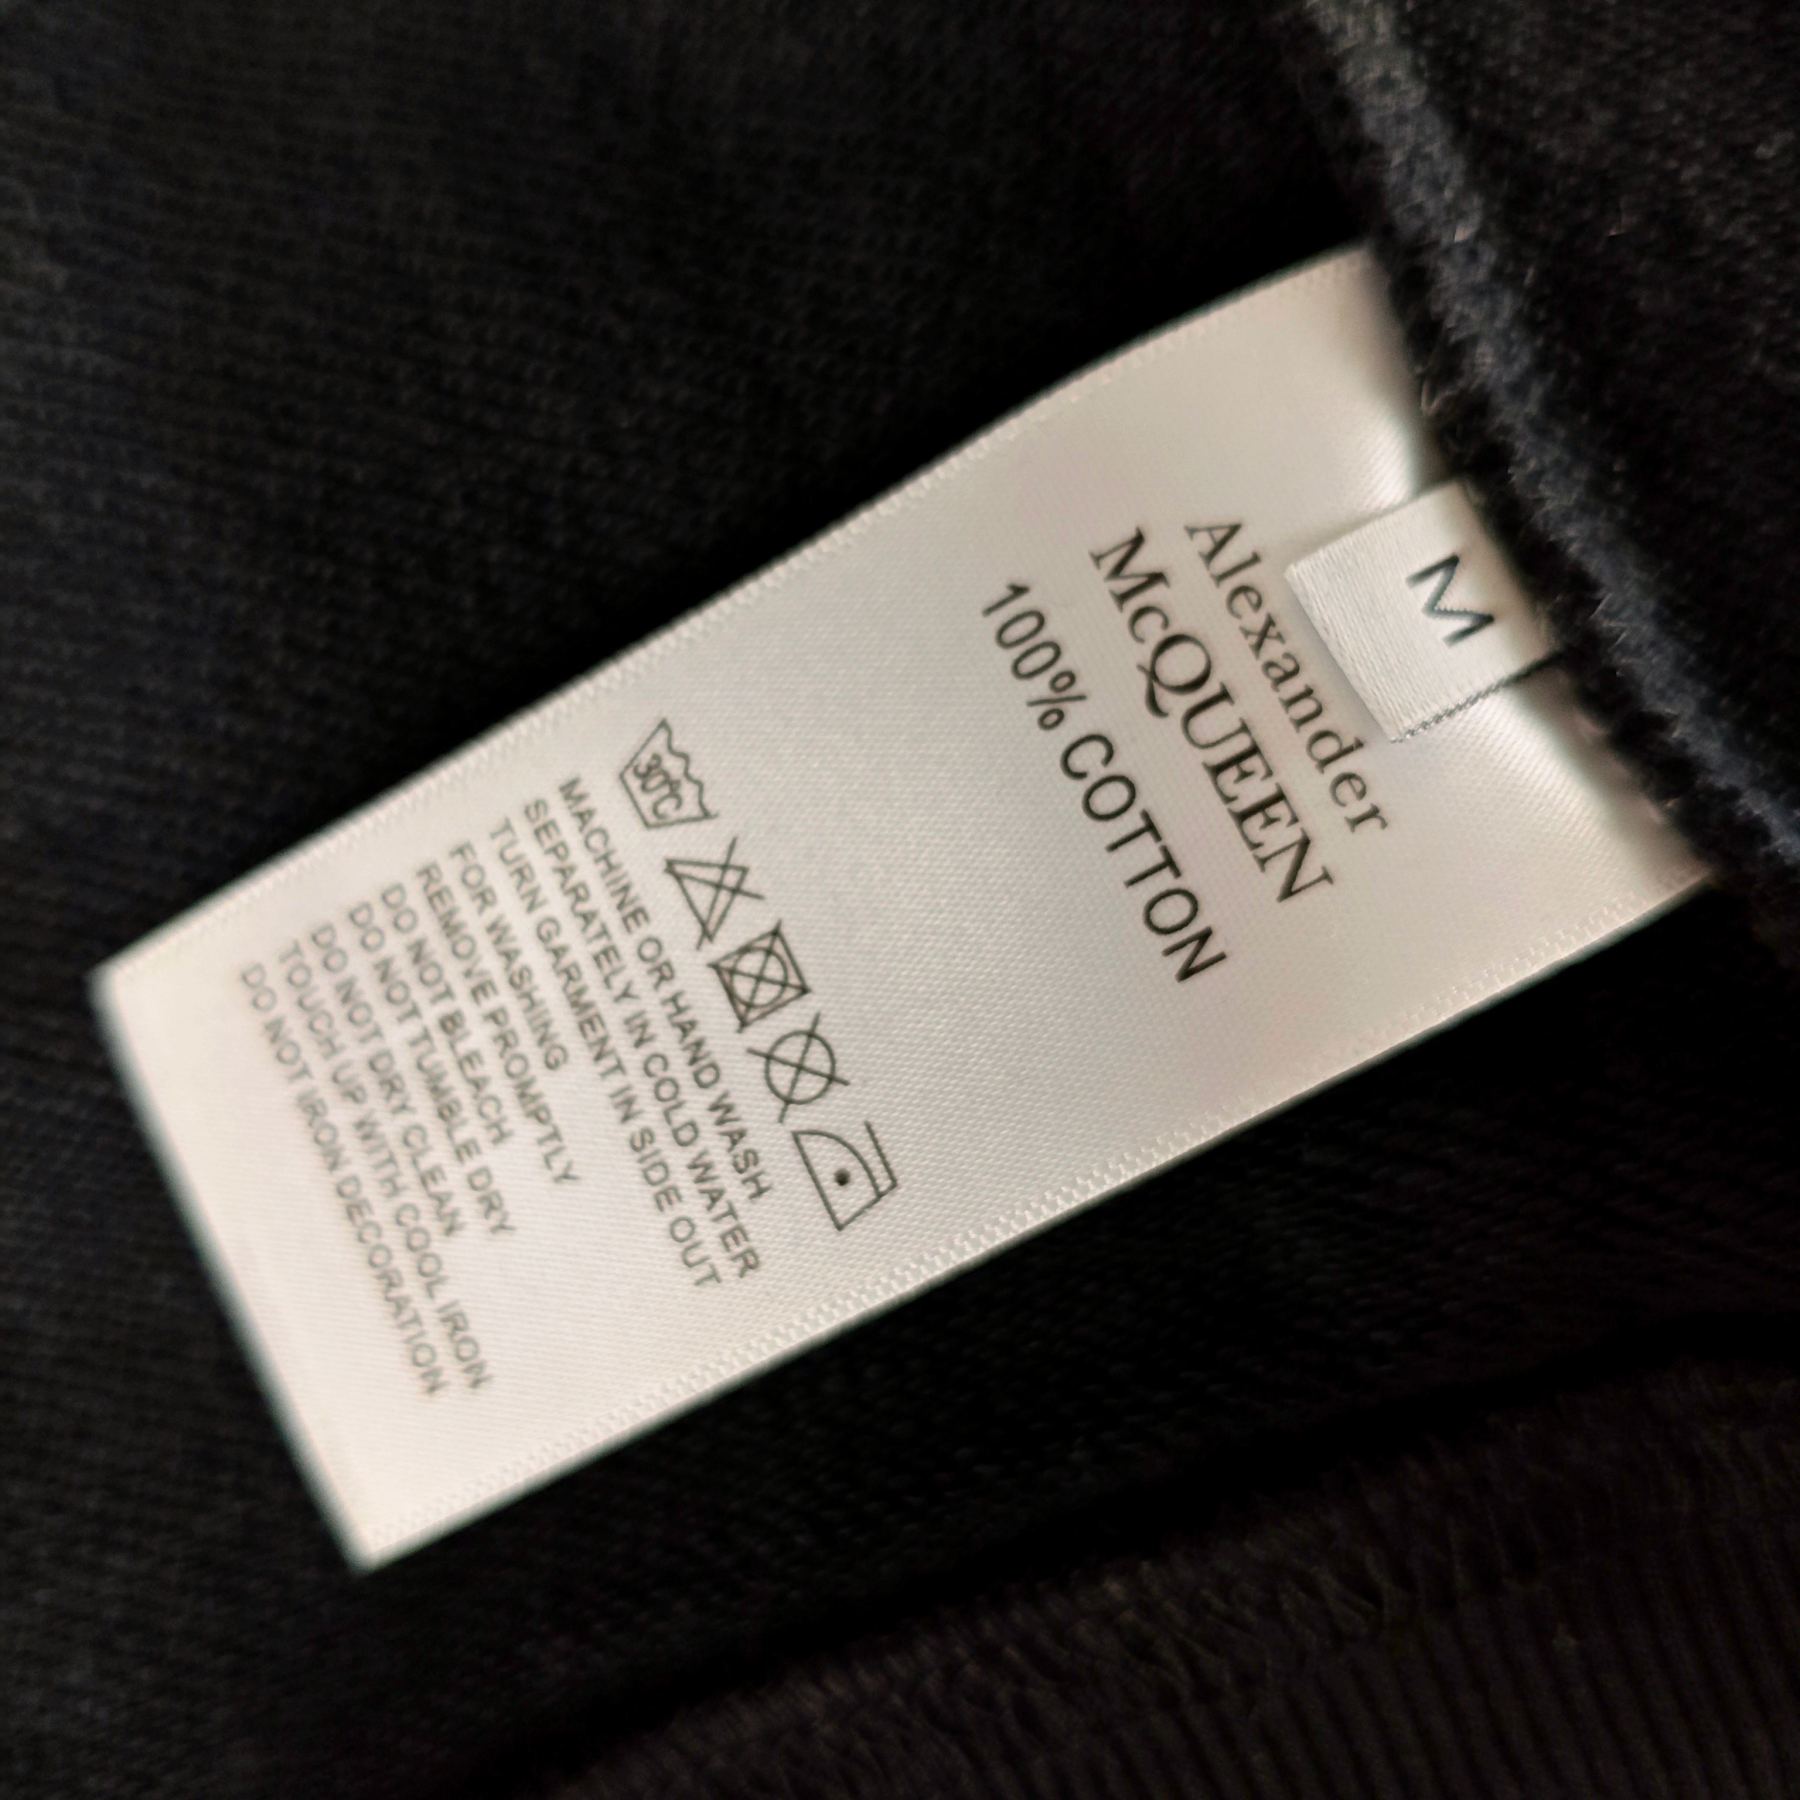 M
Alexander
McQUEEN
100% COTTON
30℃
MACHINE OR HAND WASH
SEPARATELY IN COLD WATER
TURN GARMENT IN SIDE OUT
FOR WASHING
REMOVE PROMPTLY
DO NOT BLEACH
DO NOT TUMBLE DRY
DO NOT DRY CLEAN
TOUCH UP WITH COOL IRON
DO NOT IRON DECORATION